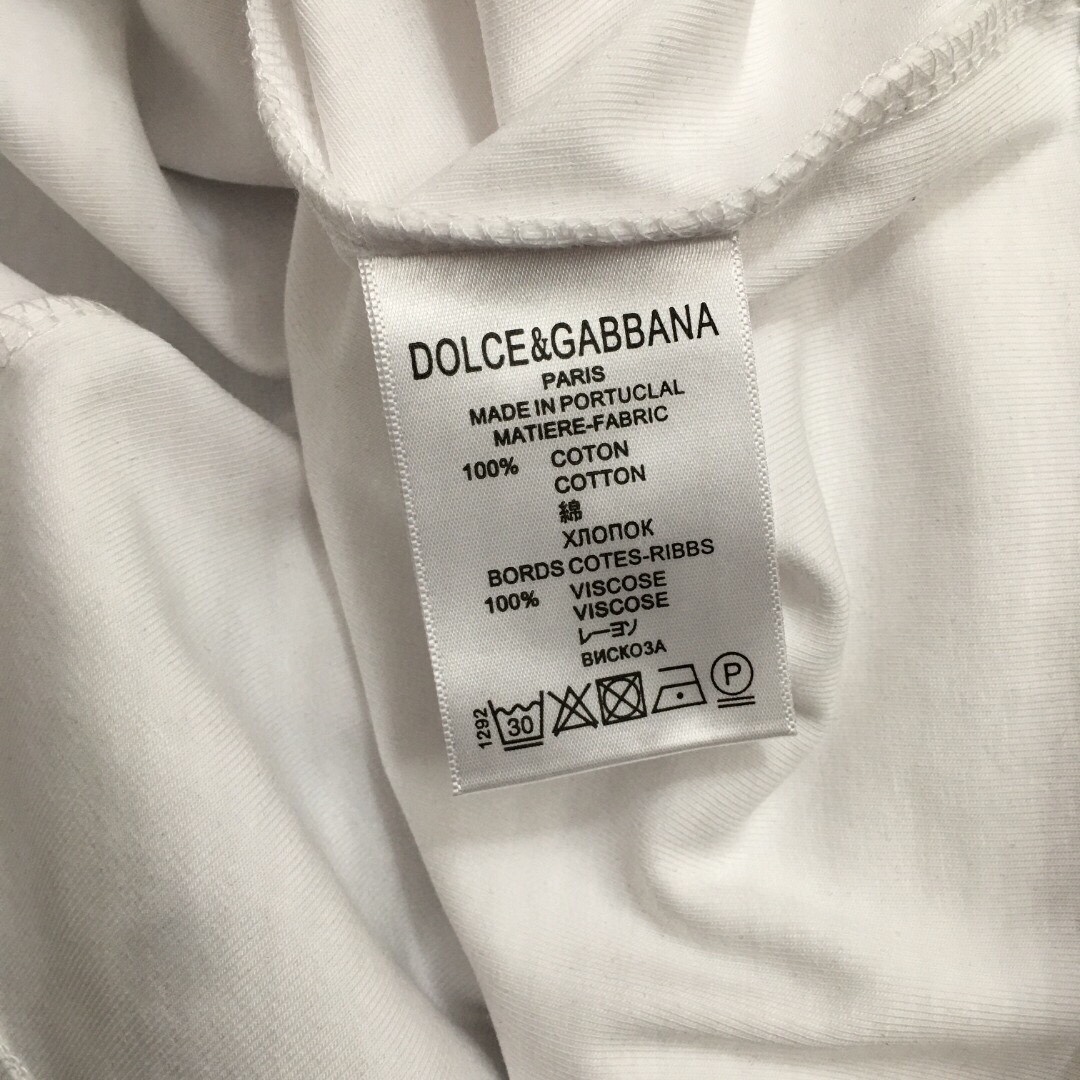 DOLCE&GABBANA
PARIS
MADE IN PORTUCLAL
MATIERE-FABRIC
100% COTON
COTTON
綿
ХЛОПОК
BORDS COTES-RIBBS
100% VISCOSE
VISCOSE
レーヨン
ВИСКОЗА
1292 30 P